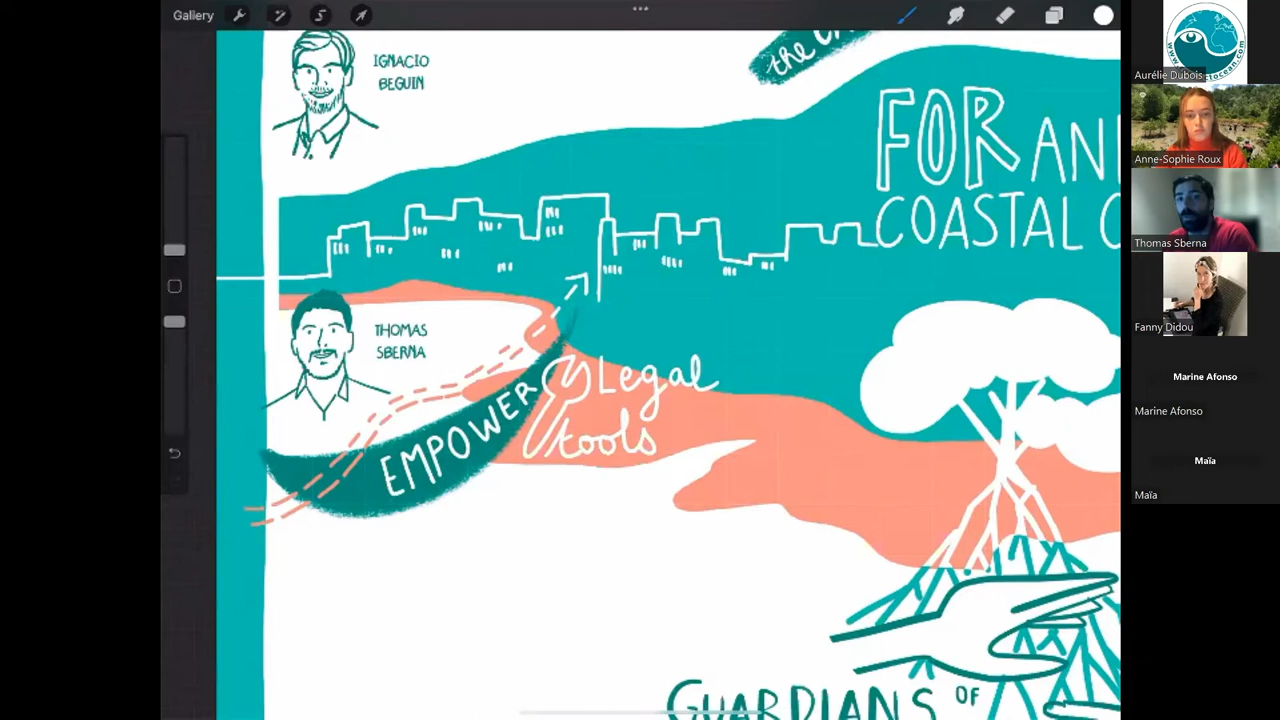 Gallery
IGNACIO
BEGUIN
the
FOR AN
COASTAL C
THOMAS
SBERNA
EMPOWER
Legal
tools
GUARDIANS OF
Aurélie Dubois
Anne-Sophie Roux
Thomas Sberna
Fanny Didou
Marine Afonso
Marine Afonso
Maïa
Maïa